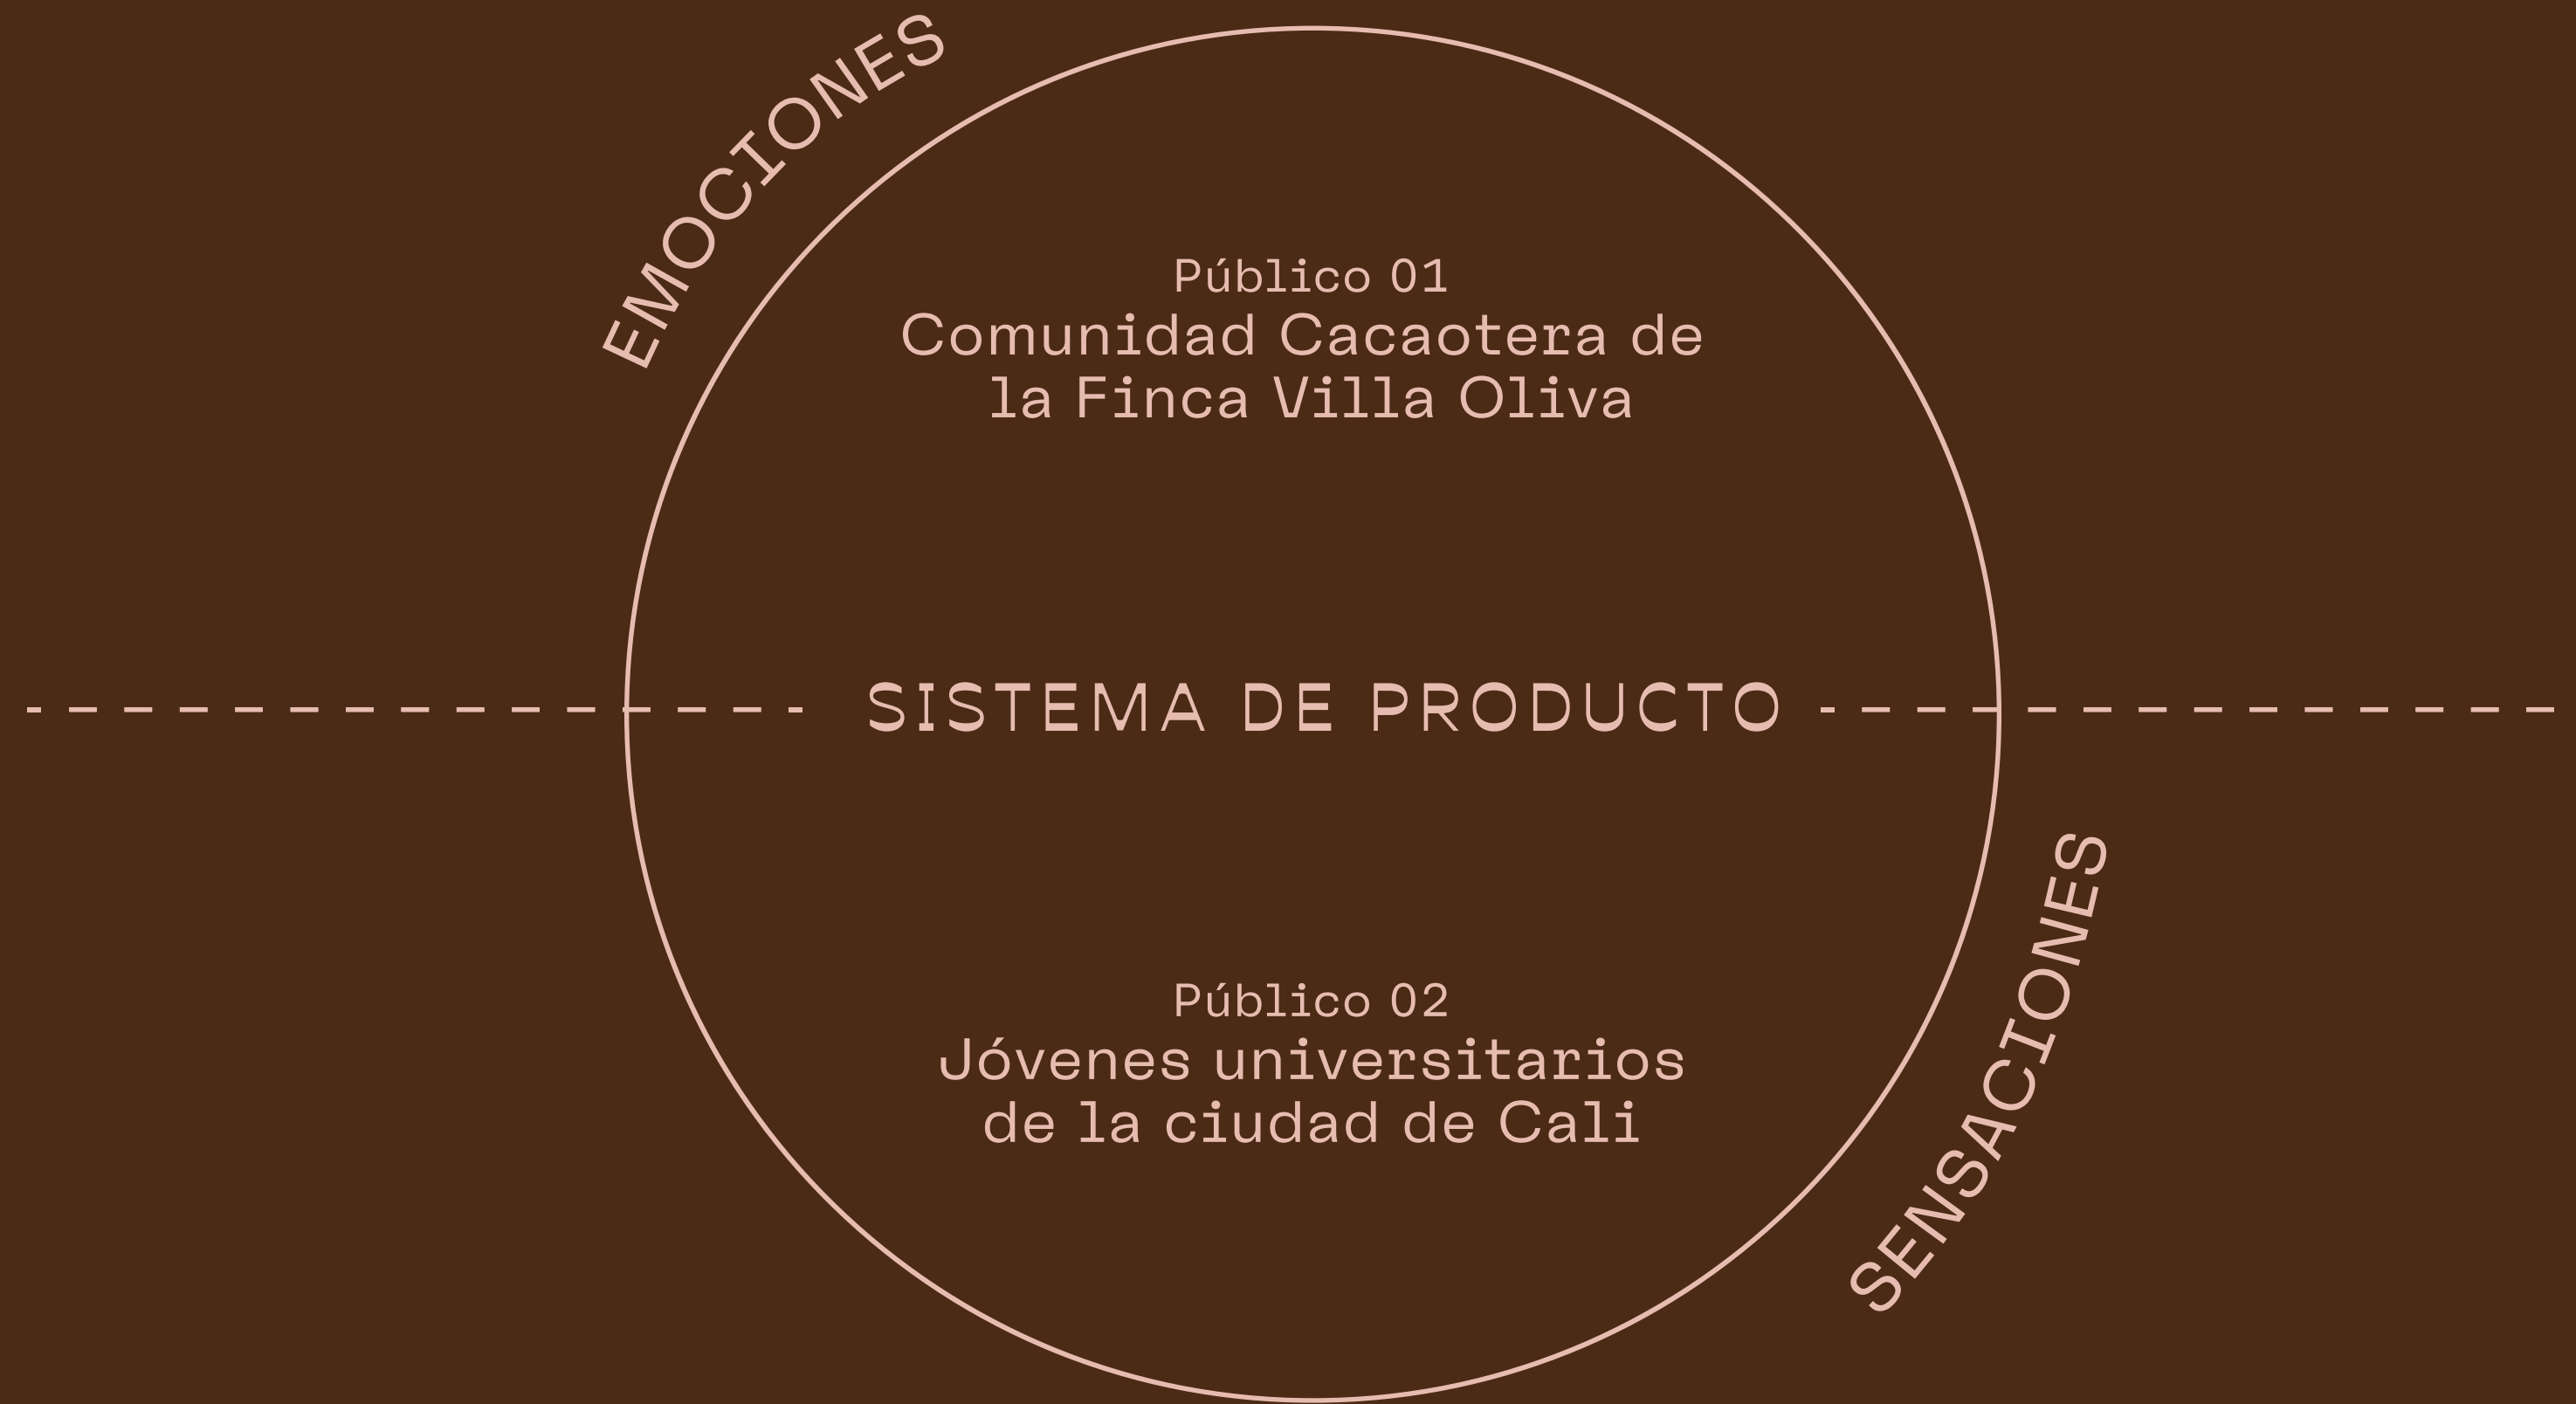 EMOCIONES
Público 01
Comunidad Cacaotera de
la Finca Villa Oliva
SISTEMA DE PRODUCTO
Público 02
Jóvenes universitarios
de la ciudad de Cali
SENSACIONES